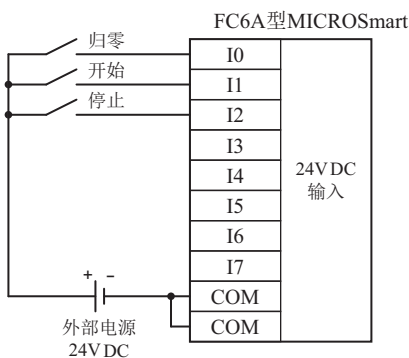 FC6A型MICROSmart
归零
开始
停止
I0
I1
I2
I3
I4
I5
I6
I7
COM
COM
24V DC
输入
+ −
外部电源
24V DC